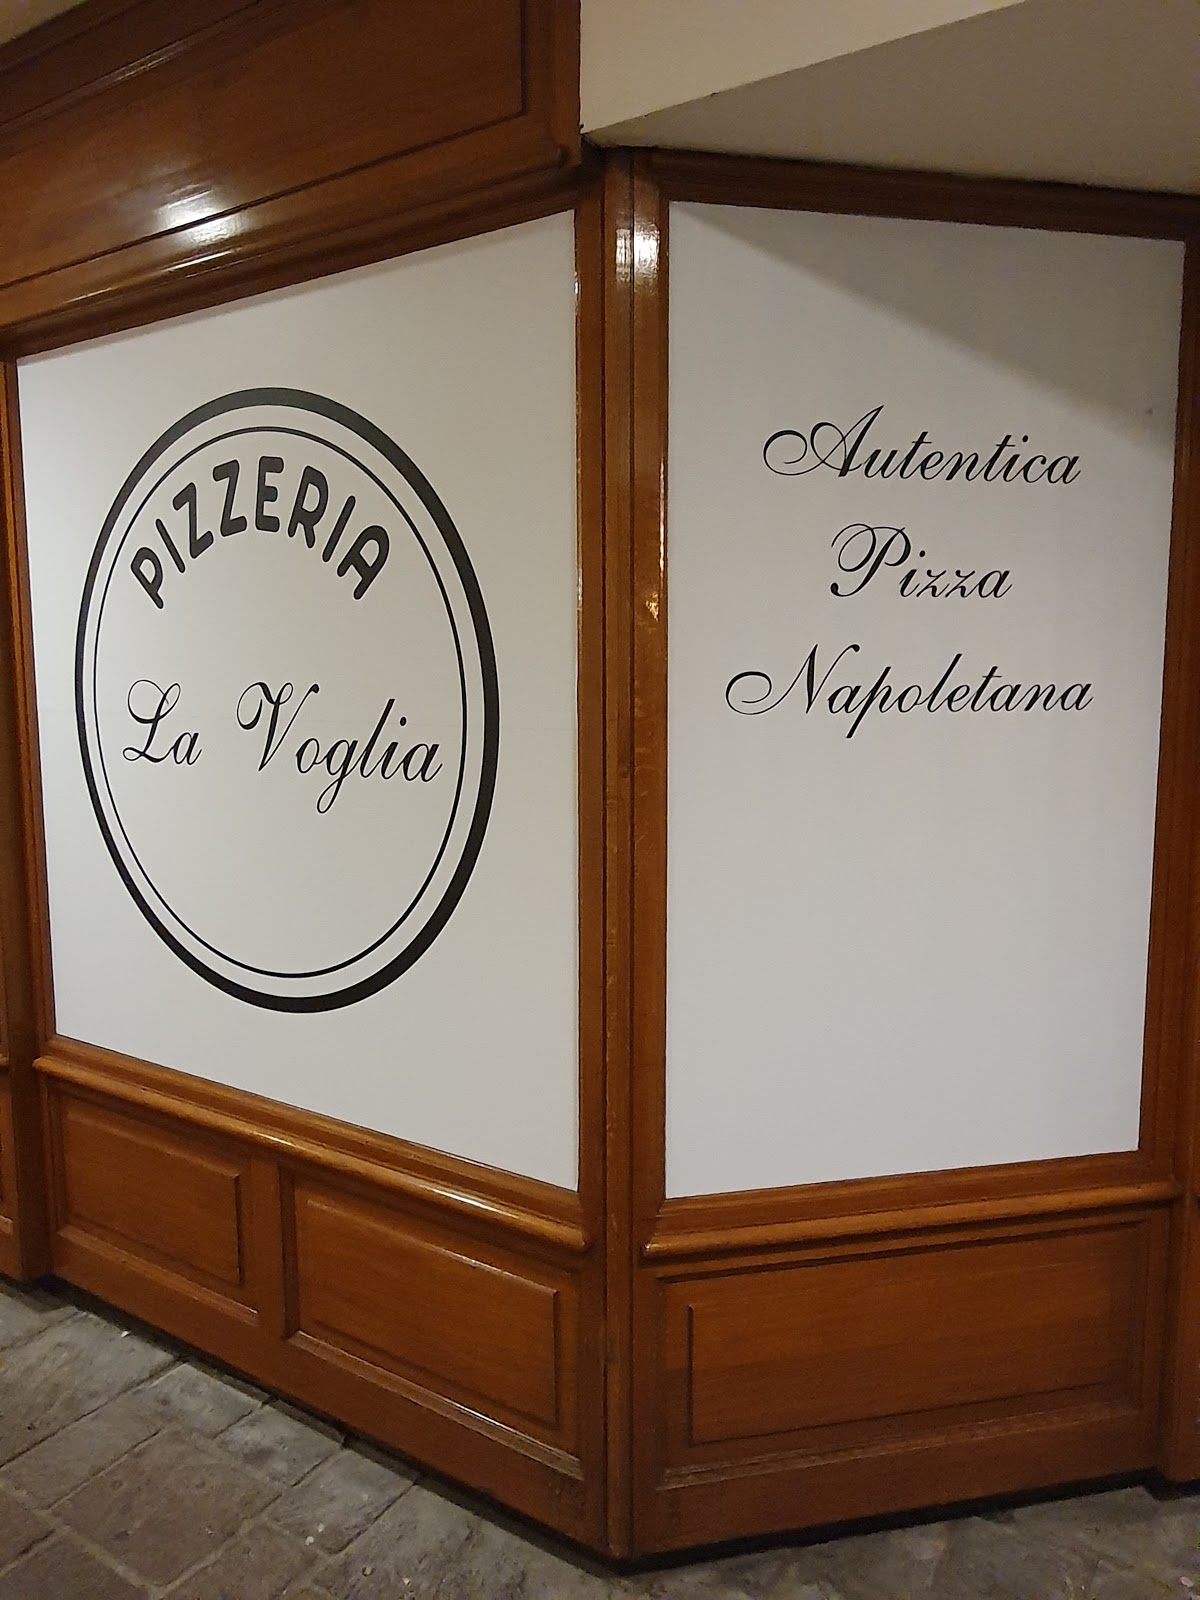 PIZZERIA
La Voglia
Autentica
Pizza
Napoletana